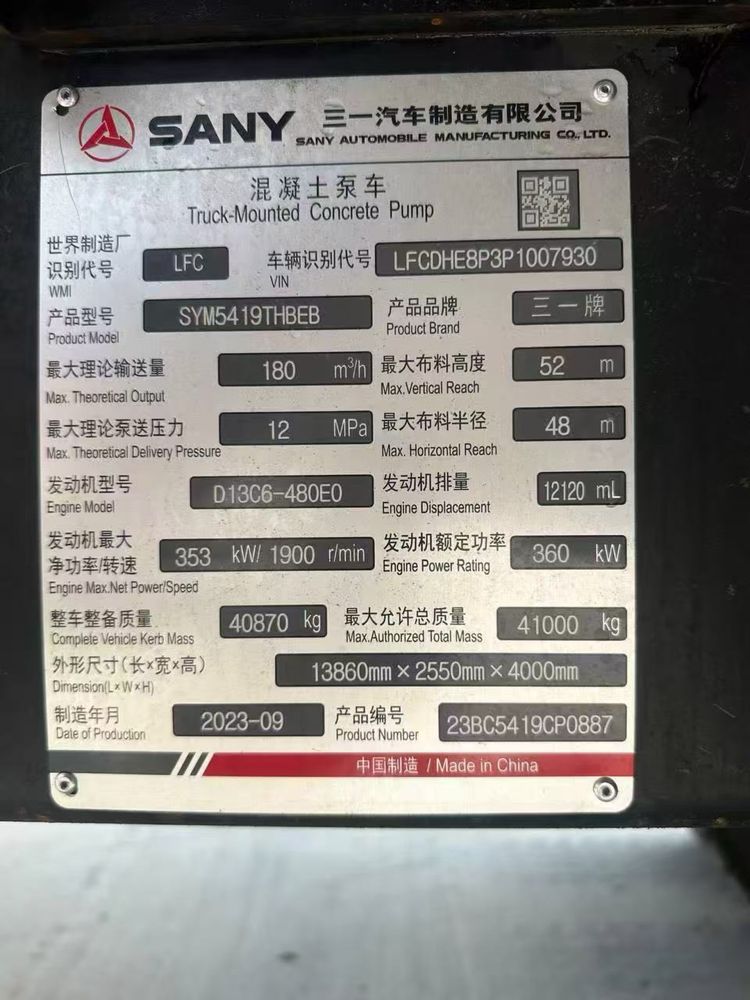 SANY 三一汽车制造有限公司
SANY AUTOMOBILE MANUFACTURING CO., LTD.
混凝土泵车
Truck-Mounted Concrete Pump
世界制造厂识别代号 LFC 车辆识别代号 LFCDHE8P3P1007930
WMI VIN
产品型号 SYM5419THBEB 产品品牌 三一牌
Product Model Product Brand
最大理论输送量 180 m³/h 最大布料高度 52 m
Max. Theoretical Output Max.Vertical Reach
最大理论泵送压力 12 MPa 最大布料半径 48 m
Max. Theoretical Delivery Pressure Max. Horizontal Reach
发动机型号 D13C6-480E0 发动机排量 12120 mL
Engine Model Engine Displacement
发动机最大净功率/转速 353 kW/ 1900 r/min 发动机额定功率 360 kW
Engine Max.Net Power/Speed Engine Power Rating
整车整备质量 40870 kg 最大允许总质量 41000 kg
Complete Vehicle Kerb Mass Max.Authorized Total Mass
外形尺寸(长×宽×高) 13860mm × 2550mm × 4000mm
Dimension(L×W×H)
制造年月 2023-09 产品编号 23BC5419CP0887
Date of Production Product Number
中国制造 / Made in China